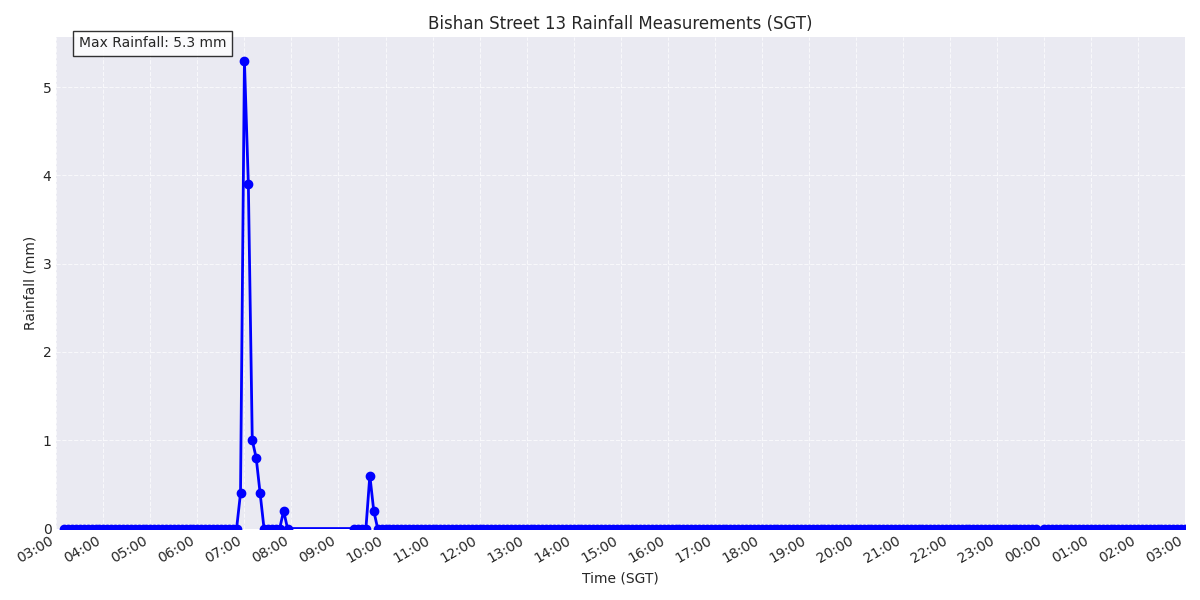 Bishan Street 13 Rainfall Measurements (SGT)
Max Rainfall: 5.3 mm
5
4
3
2
1
0
Rainfall (mm)
03:00 04:00 05:00 06:00 07:00 08:00 09:00 10:00 11:00 12:00 13:00 14:00 15:00 16:00 17:00 18:00 19:00 20:00 21:00 22:00 23:00 00:00 01:00 02:00 03:00
Time (SGT)